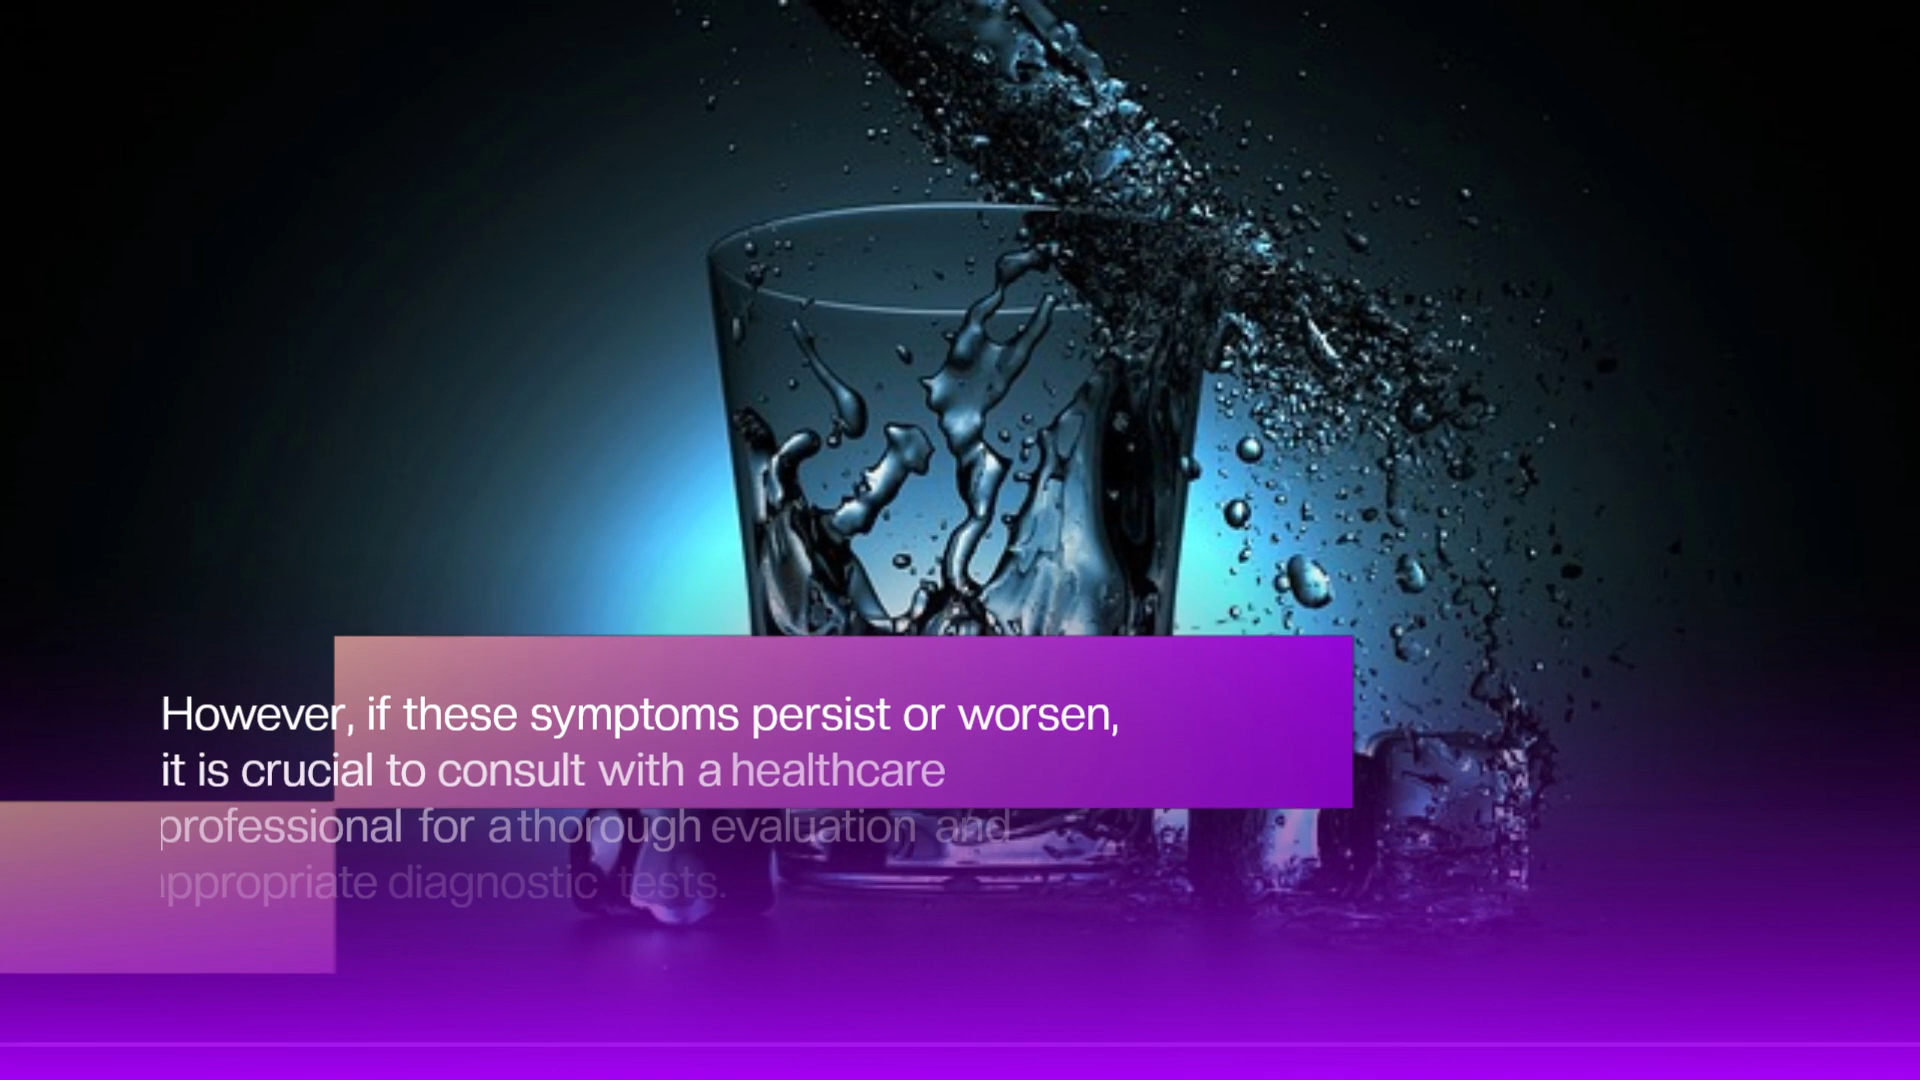 However, if these symptoms persist or worsen,
it is crucial to consult with a healthcare
professional for a thorough evaluation and
appropriate diagnostic tests.